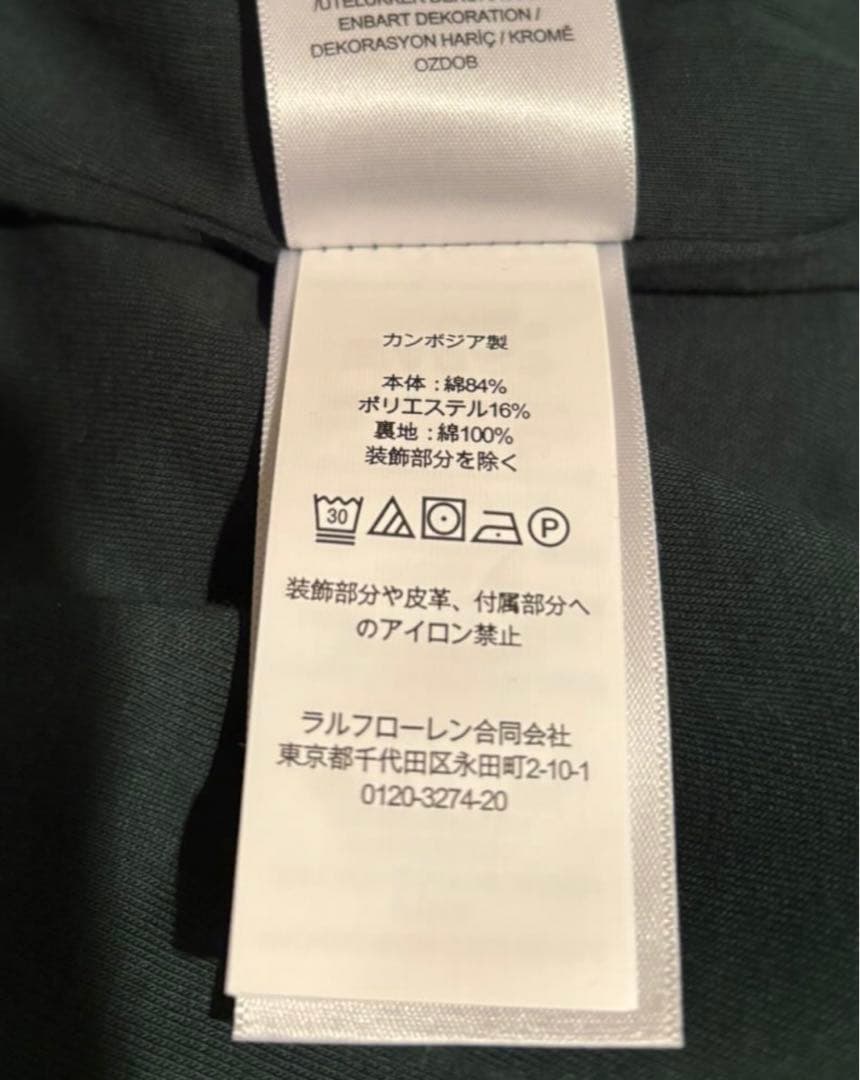 ENBART DEKORATION /
DEKORASYON HARİÇ / KROMĚ
OZDOB
カンボジア製
本体 : 綿84%
ポリエステル16%
裏地 : 綿100%
装飾部分を除く
30 P
装飾部分や皮革、付属部分へ
のアイロン禁止
ラルフローレン合同会社
東京都千代田区永田町2-10-1
0120-3274-20